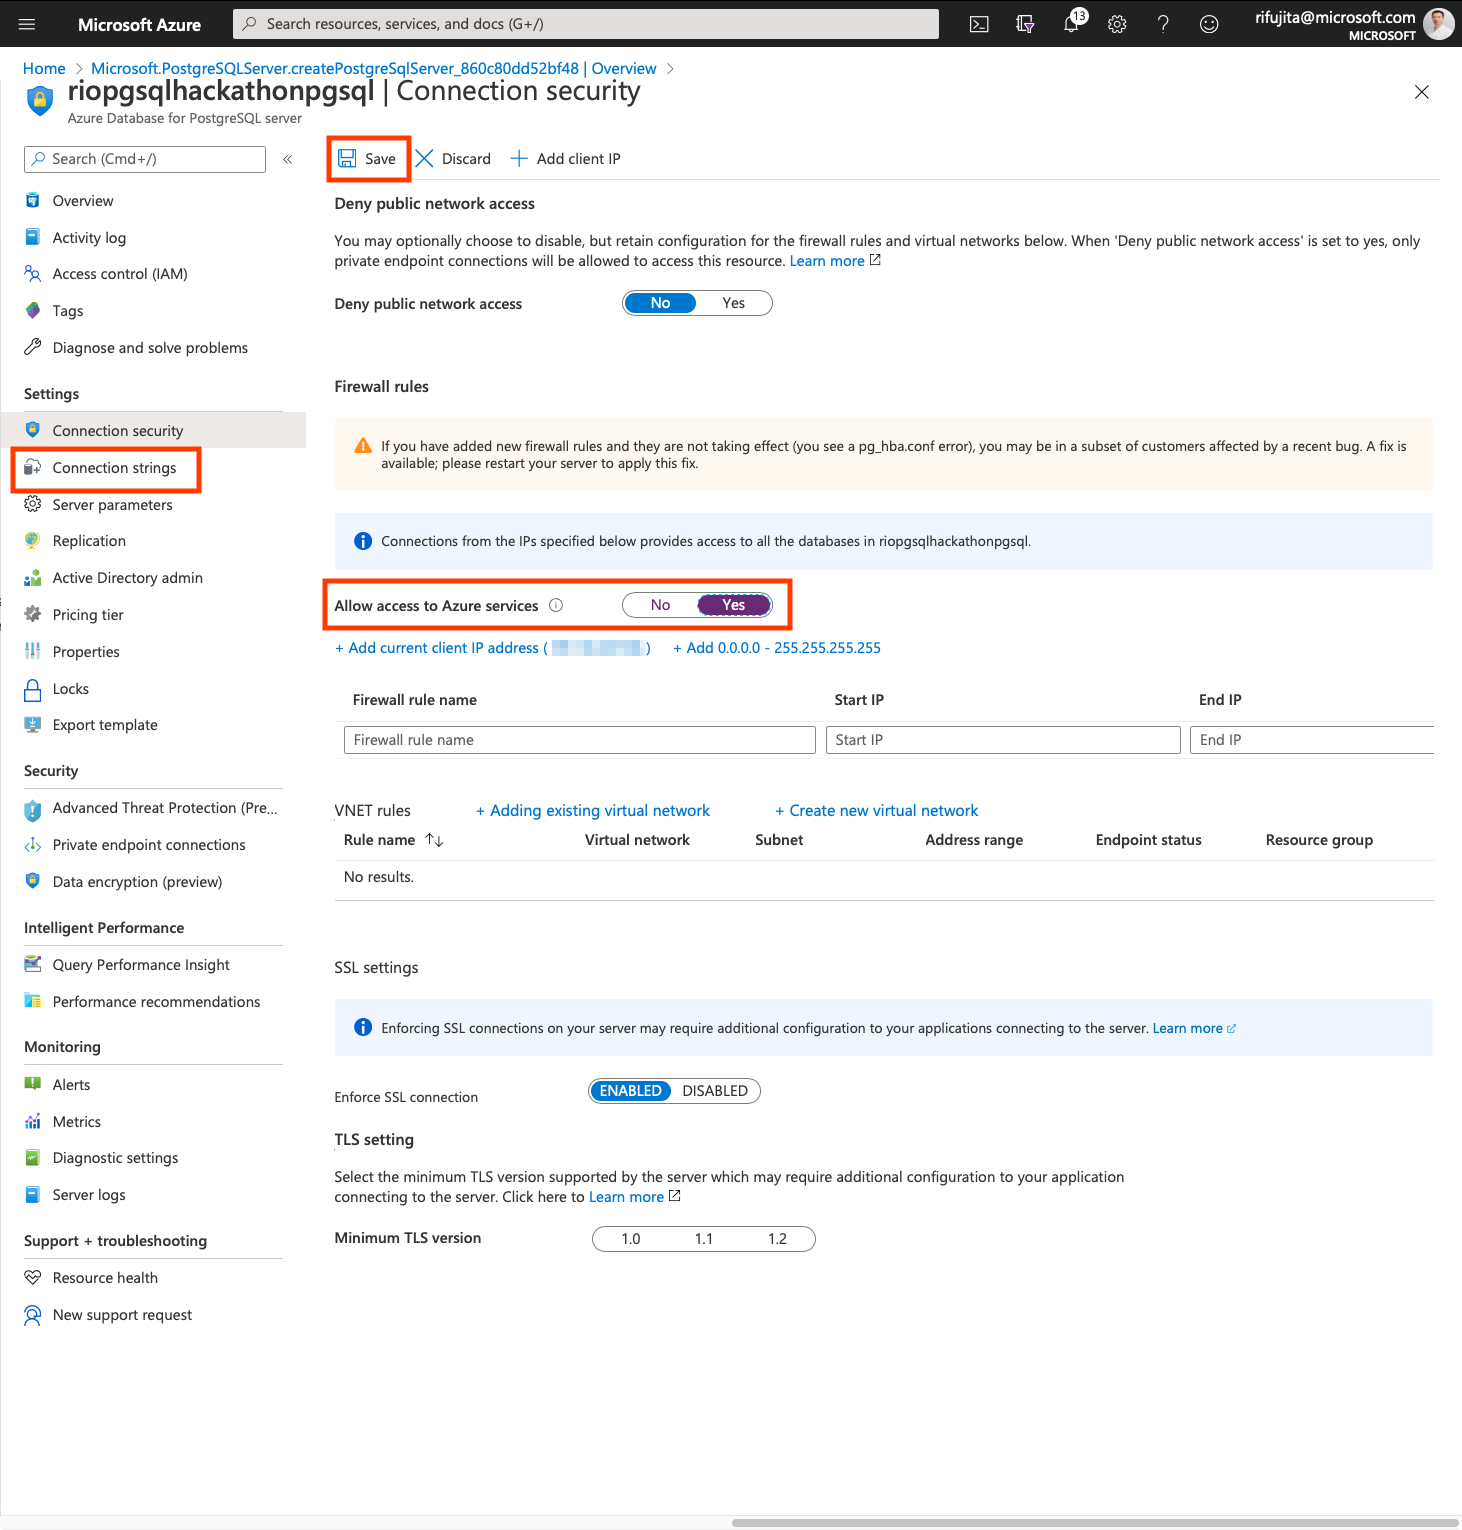 Microsoft Azure
Search resources, services, and docs (G+/)
13
rifujita@microsoft.com
MICROSOFT
Home > Microsoft.PostgreSQLServer.createPostgreSqlServer_860c80dd52bf48 | Overview >
riopgsqlhackathonpgsql | Connection security
Azure Database for PostgreSQL server
Search (Cmd+/)
«
Overview
Activity log
Access control (IAM)
Tags
Diagnose and solve problems
Settings
Connection security
Connection strings
Server parameters
Replication
Active Directory admin
Pricing tier
Properties
Locks
Export template
Security
Advanced Threat Protection (Pre...
Private endpoint connections
Data encryption (preview)
Intelligent Performance
Query Performance Insight
Performance recommendations
Monitoring
Alerts
Metrics
Diagnostic settings
Server logs
Support + troubleshooting
Resource health
New support request
Save Discard Add client IP
Deny public network access
You may optionally choose to disable, but retain configuration for the firewall rules and virtual networks below. When 'Deny public network access' is set to yes, only
private endpoint connections will be allowed to access this resource. Learn more
Deny public network access No Yes
Firewall rules
If you have added new firewall rules and they are not taking effect (you see a pg_hba.conf error), you may be in a subset of customers affected by a recent bug. A fix is
available; please restart your server to apply this fix.
Connections from the IPs specified below provides access to all the databases in riopgsqlhackathonpgsql.
Allow access to Azure services No Yes
+ Add current client IP address ( ) + Add 0.0.0.0 - 255.255.255.255
Firewall rule name Start IP End IP
Firewall rule name Start IP End IP
VNET rules + Adding existing virtual network + Create new virtual network
Rule name ↑↓ Virtual network Subnet Address range Endpoint status Resource group
No results.
SSL settings
Enforcing SSL connections on your server may require additional configuration to your applications connecting to the server. Learn more
Enforce SSL connection ENABLED DISABLED
TLS setting
Select the minimum TLS version supported by the server which may require additional configuration to your application
connecting to the server. Click here to Learn more
Minimum TLS version 1.0 1.1 1.2